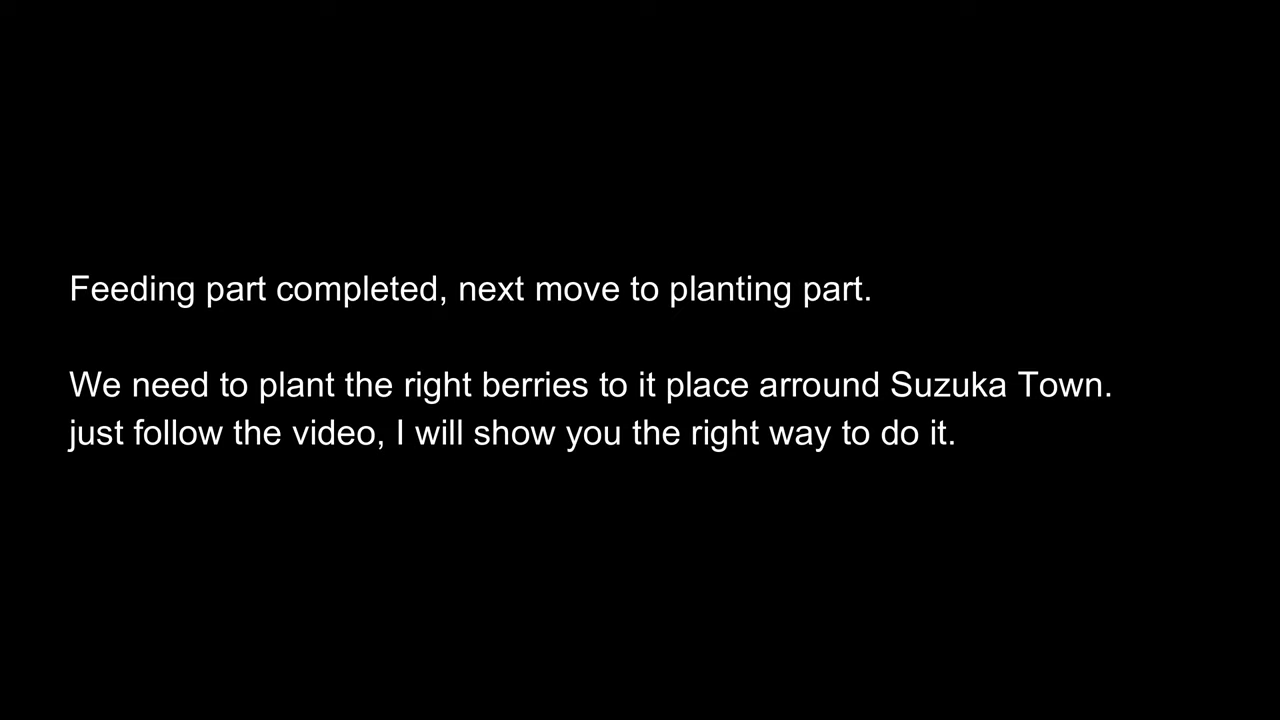 Feeding part completed, next move to planting part.
We need to plant the right berries to it place arround Suzuka Town.
just follow the video, I will show you the right way to do it.